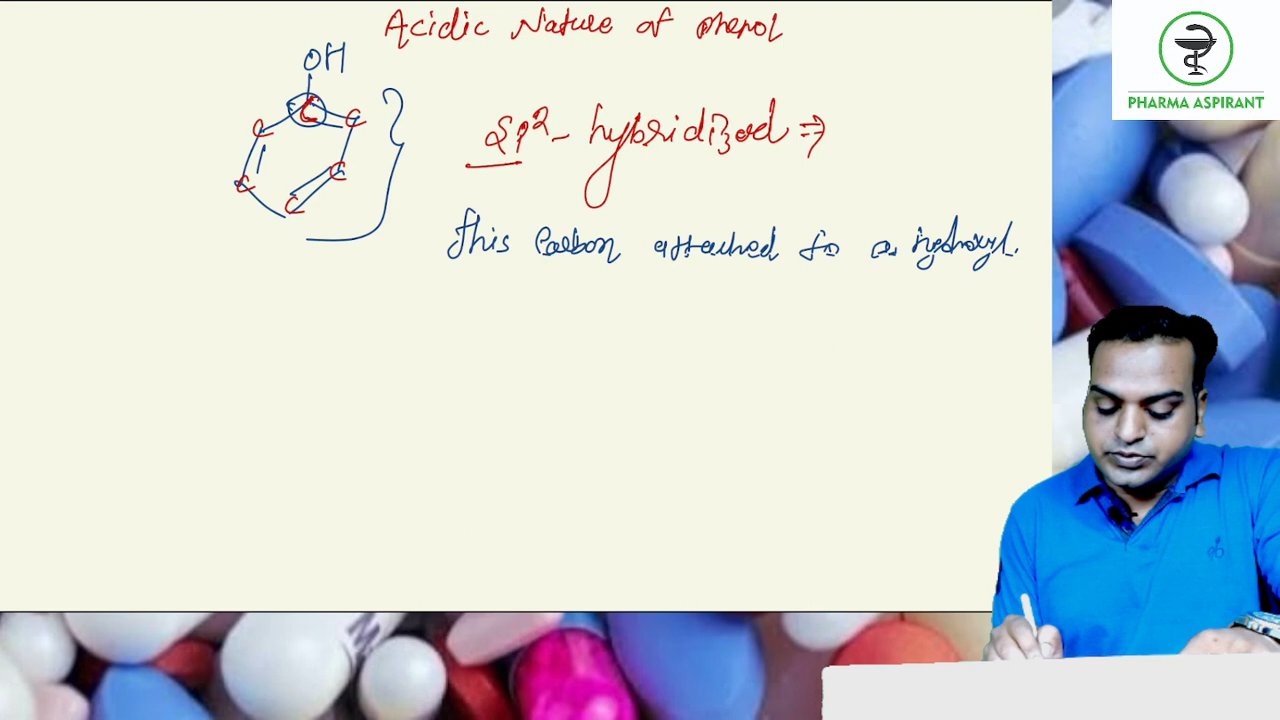 Acidic Nature of phenol
OH
C
C
C
C
C
C
Sp²- hybridized ⇒
This Carbon attached to a hydroxyl.
PHARMA ASPIRANT